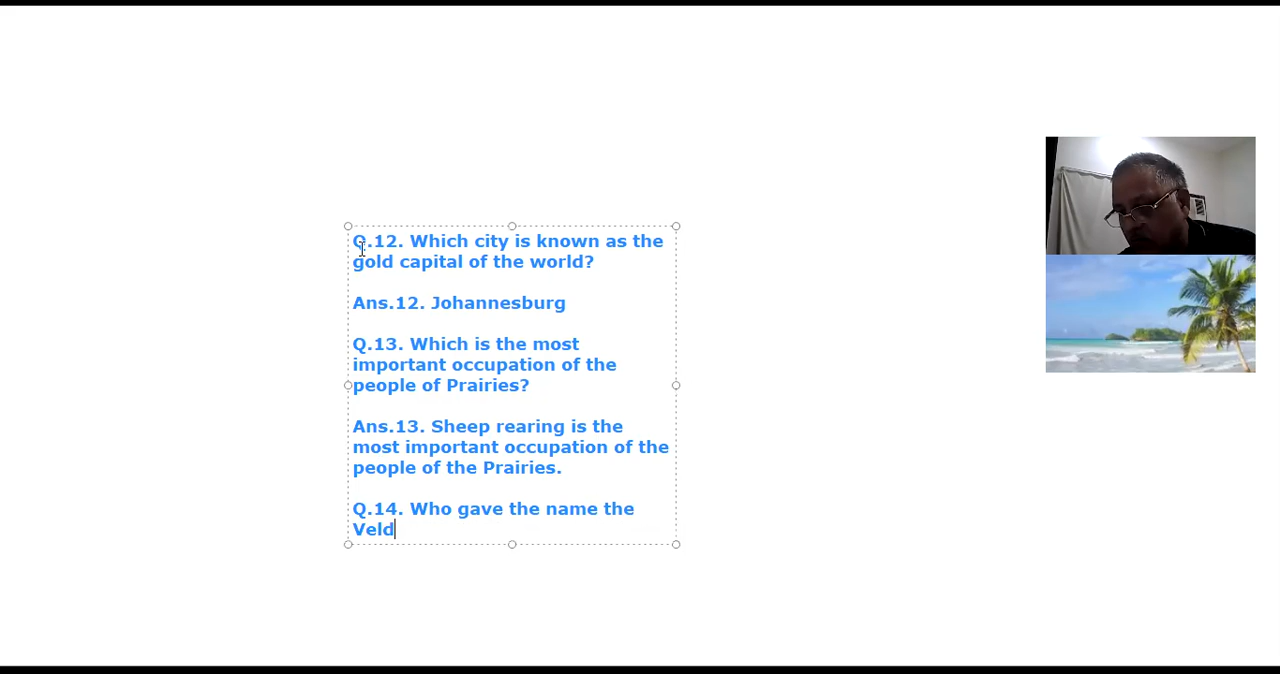 Q.12. Which city is known as the
gold capital of the world?
Ans.12. Johannesburg
Q.13. Which is the most
important occupation of the
people of Prairies?
Ans.13. Sheep rearing is the
most important occupation of the
people of the Prairies.
Q.14. Who gave the name the
Veld